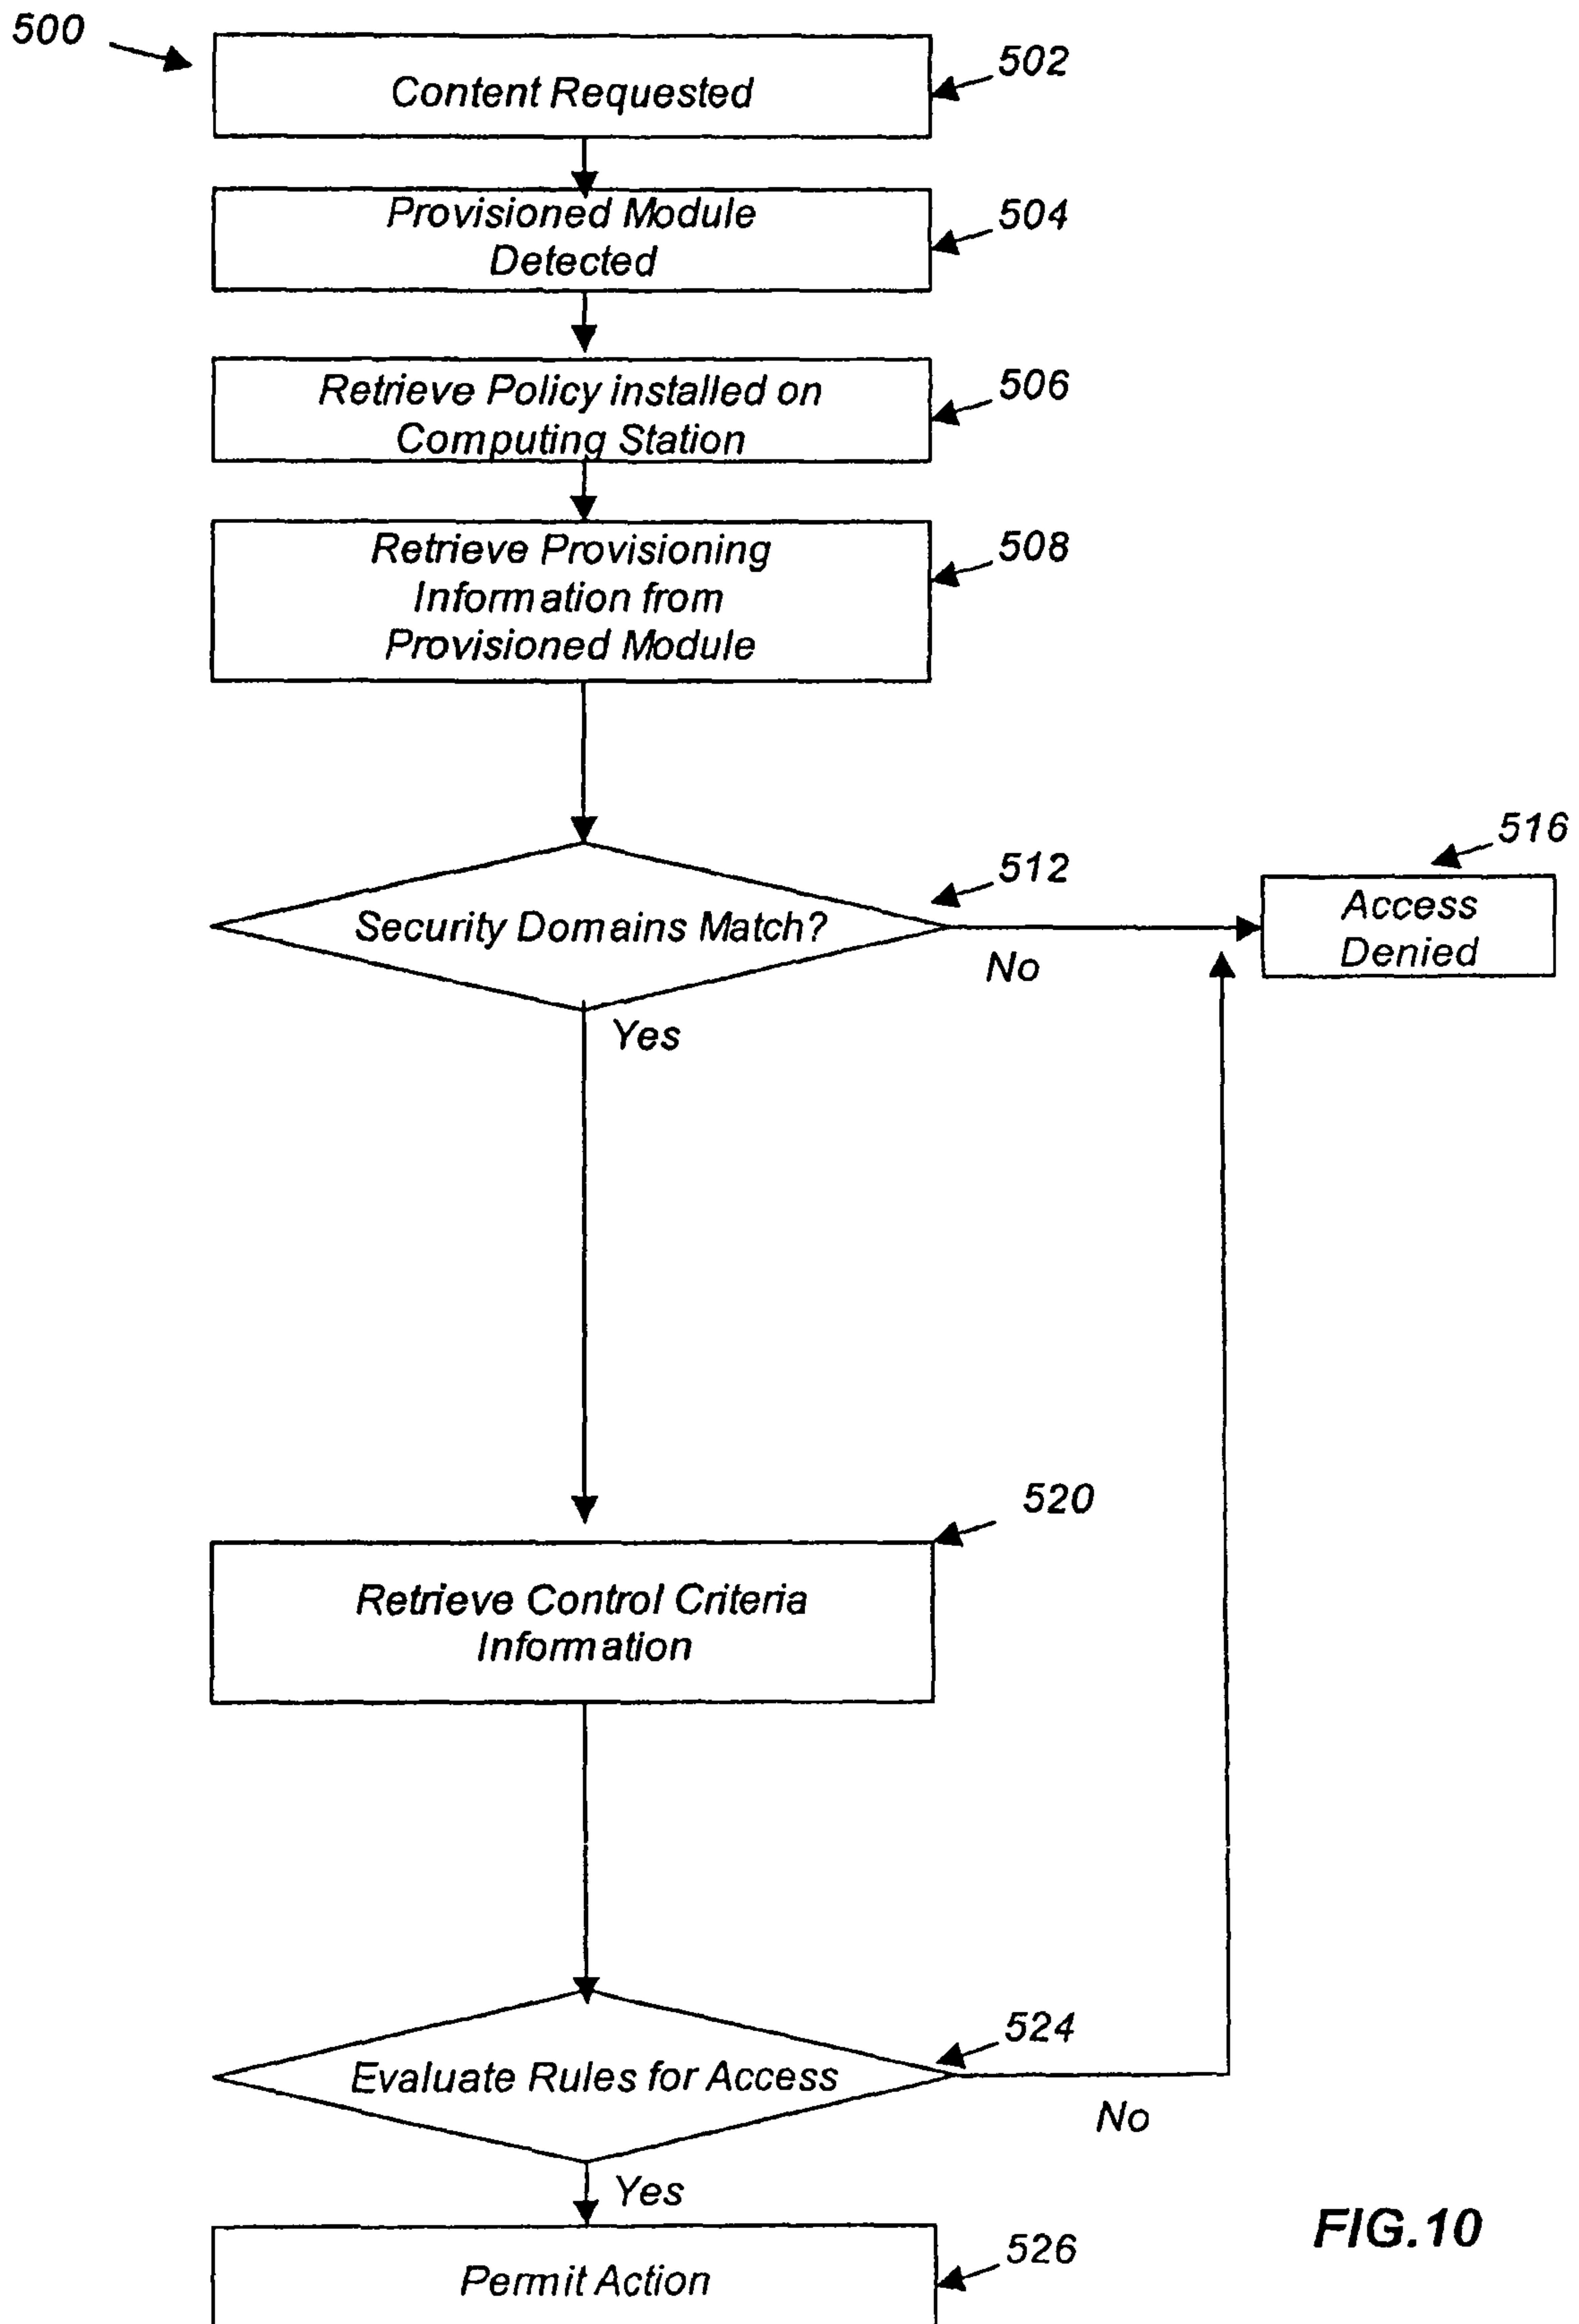 500
502
Content Requested
504
Provisioned Module
Detected
506
Retrieve Policy installed on
Computing Station
508
Retrieve Provisioning
Information from
Provisioned Module
512
516
Security Domains Match?
Access
Denied
No
Yes
520
Retrieve Control Criteria
Information
524
Evaluate Rules for Access
No
Yes
526
Permit Action
FIG.10